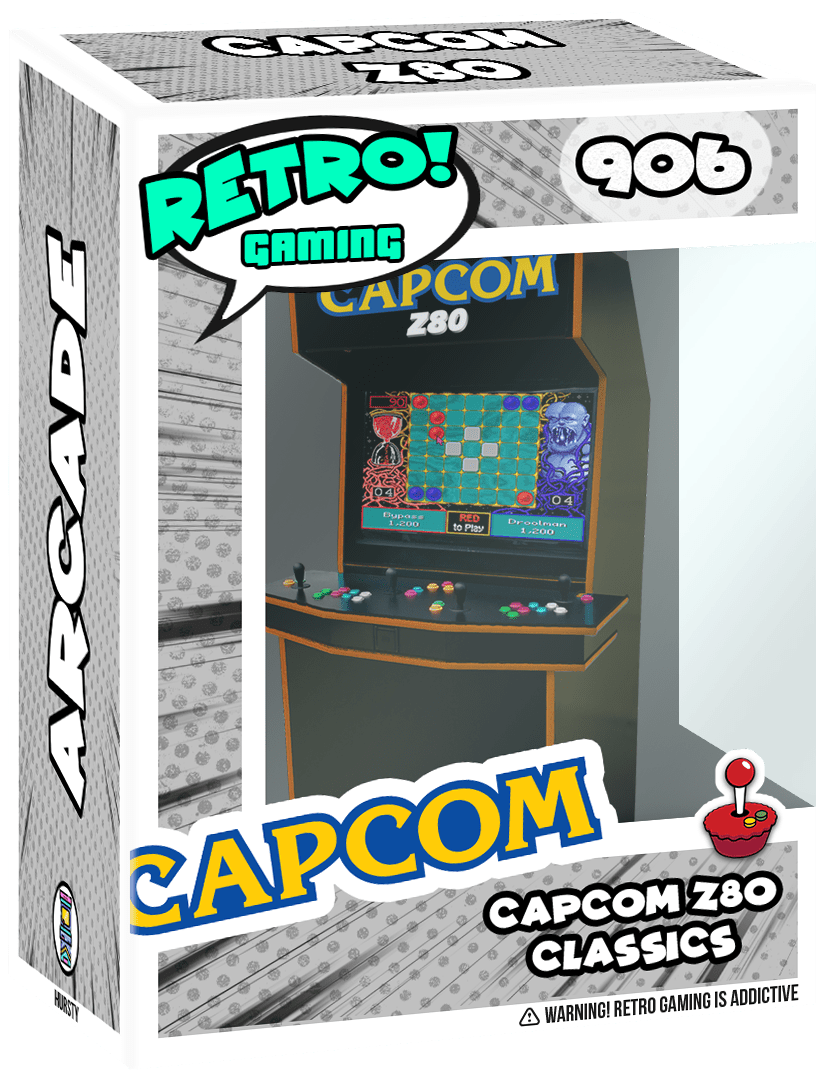 CAPCOM
Z80
RETRO!
GAMING
906
CAPCOM
Z80
90
04
04
Bypass
1,200
RED
to Play
Droolman
1,200
ARCADE
CAPCOM
CAPCOM Z80
CLASSICS
HURSTY
WARNING! RETRO GAMING IS ADDICTIVE